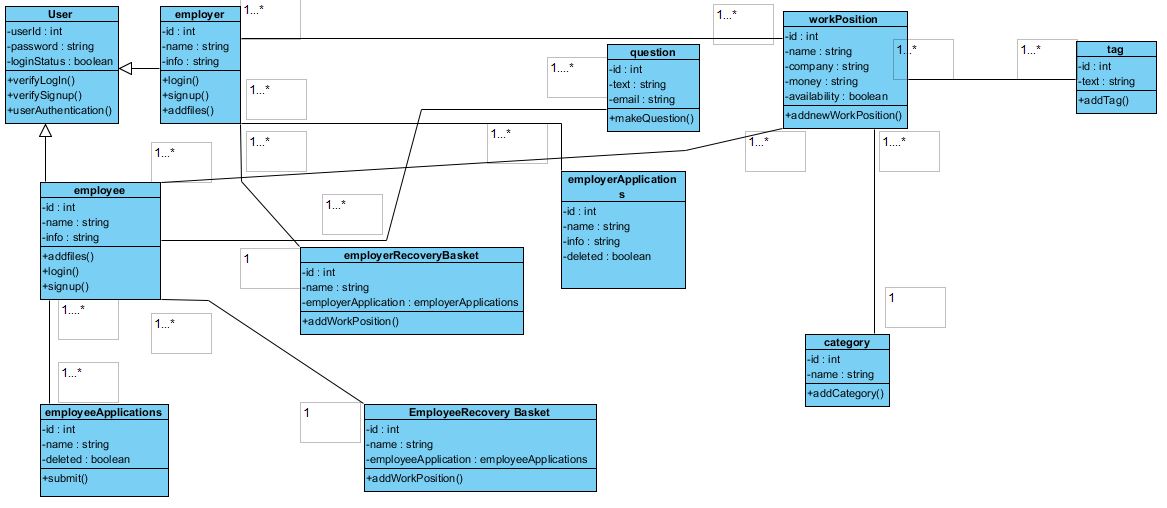 User
-userId : int
-password : string
-loginStatus : boolean
+verifyLogIn()
+verifySignup()
+userAuthentication()
employer
-id : int
-name : string
-info : string
+login()
+signup()
+addfiles()
1...*
1...*
1...*
1...*
workPosition
-id : int
-name : string
-company : string
-money : string
-availability : boolean
+addnewWorkPosition()
1...*
1...*
tag
-id : int
-text : string
+addTag()
question
-id : int
-text : string
-email : string
+makeQuestion()
1....*
1...*
1...*
1....*
1...*
employee
-id : int
-name : string
-info : string
+addfiles()
+login()
+signup()
1...*
employerApplication
s
-id : int
-name : string
-info : string
-deleted : boolean
1
employerRecoveryBasket
-id : int
-name : string
-employerApplication : employerApplications
+addWorkPosition()
1
category
-id : int
-name : string
+addCategory()
1....*
1...*
1...*
employeeApplications
-id : int
-name : string
-deleted : boolean
+submit()
1
EmployeeRecovery Basket
-id : int
-name : string
-employeeApplication : employeeApplications
+addWorkPosition()